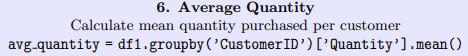 6. Average Quantity
Calculate mean quantity purchased per customer
avg_quantity = df1.groupby('CustomerID')['Quantity'].mean()